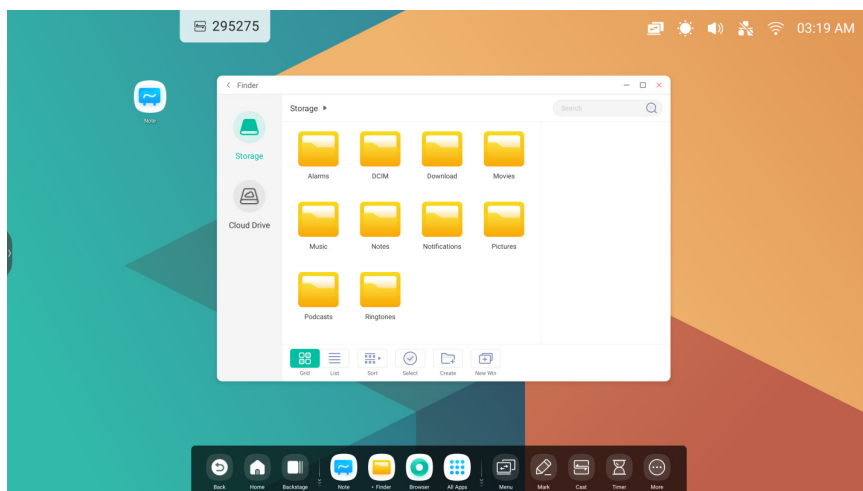 295275
03:19 AM
Note
Finder
Storage
Search
Storage
Cloud Drive
Alarms DCIM Download Movies
Music Notes Notifications Pictures
Podcasts Ringtones
Grid List Sort Select Create New Win
Back Home Backstage Note • Finder Browser All Apps Menu Mark Cast Timer More